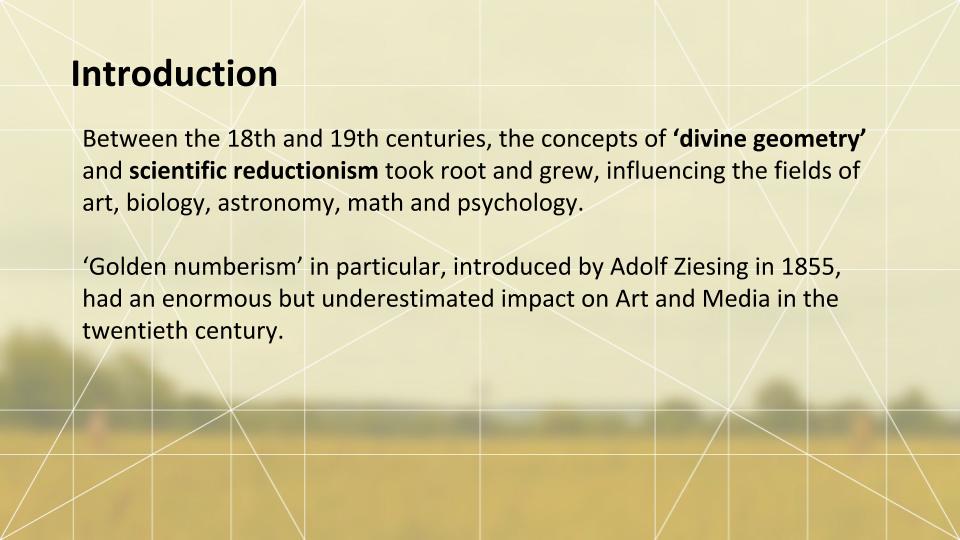 Introduction
Between the 18th and 19th centuries, the concepts of ‘divine geometry’
and scientific reductionism took root and grew, influencing the fields of
art, biology, astronomy, math and psychology.
‘Golden numberism’ in particular, introduced by Adolf Ziesing in 1855,
had an enormous but underestimated impact on Art and Media in the
twentieth century.